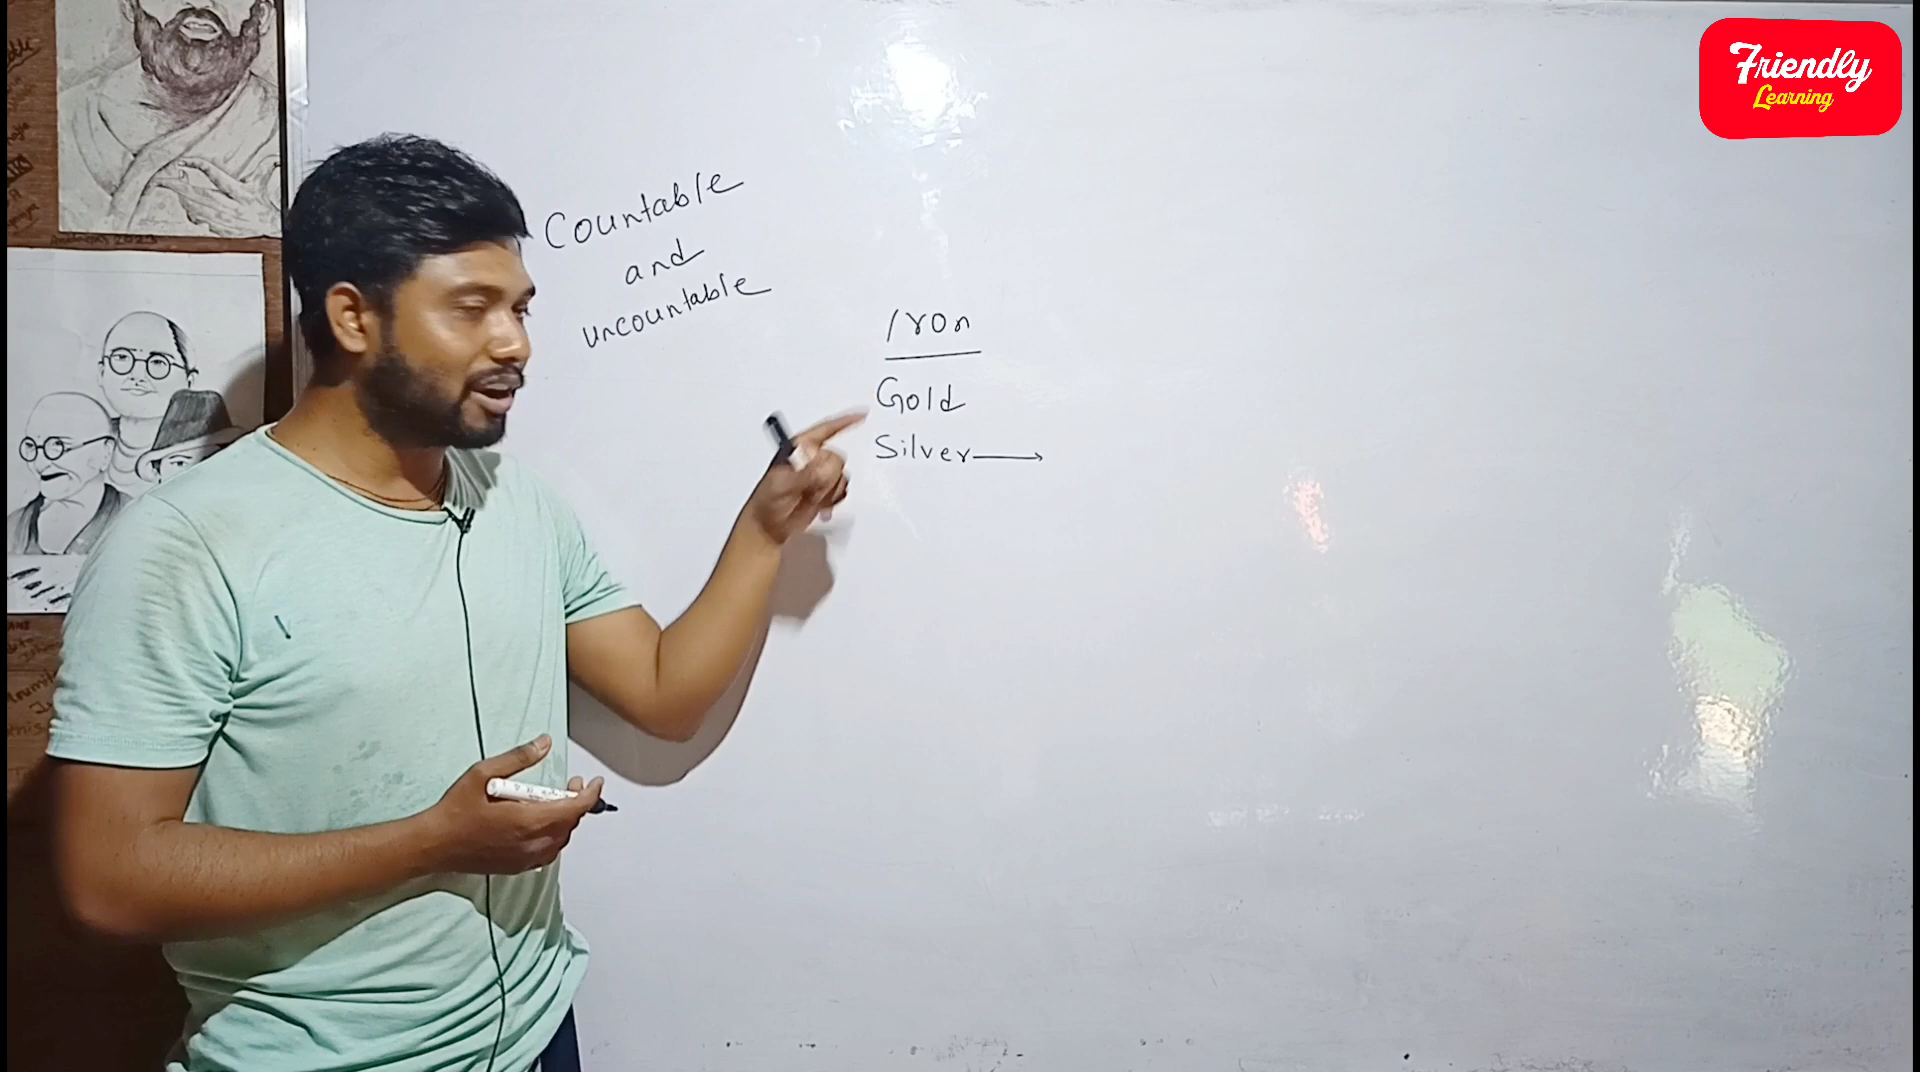 Friendly
Learning
Countable
and
uncountable
Iron
Gold
Silver